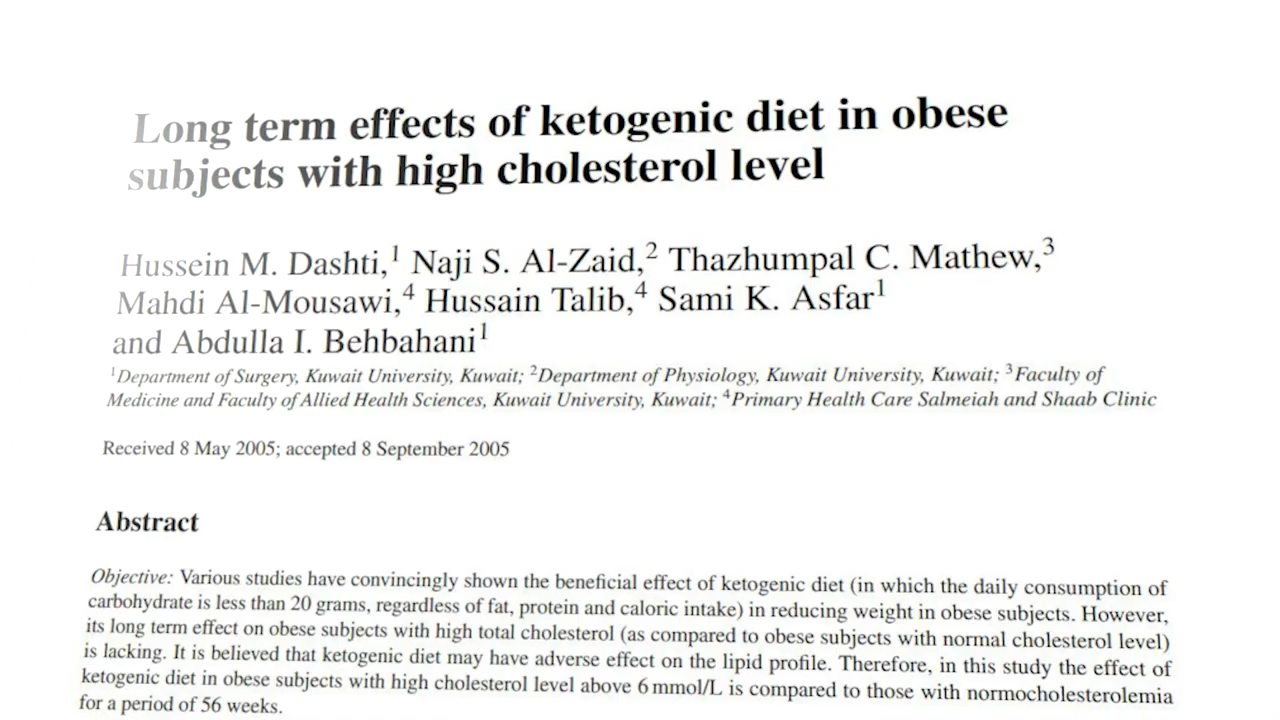 Long term effects of ketogenic diet in obese
subjects with high cholesterol level
Hussein M. Dashti,¹ Naji S. Al-Zaid,² Thazhumpal C. Mathew,³
Mahdi Al-Mousawi,⁴ Hussain Talib,⁴ Sami K. Asfar¹
and Abdulla I. Behbahani¹
¹Department of Surgery, Kuwait University, Kuwait; ²Department of Physiology, Kuwait University, Kuwait; ³Faculty of
Medicine and Faculty of Allied Health Sciences, Kuwait University, Kuwait; ⁴Primary Health Care Salmeiah and Shaab Clinic
Received 8 May 2005; accepted 8 September 2005
Abstract
Objective: Various studies have convincingly shown the beneficial effect of ketogenic diet (in which the daily consumption of
carbohydrate is less than 20 grams, regardless of fat, protein and caloric intake) in reducing weight in obese subjects. However,
its long term effect on obese subjects with high total cholesterol (as compared to obese subjects with normal cholesterol level)
is lacking. It is believed that ketogenic diet may have adverse effect on the lipid profile. Therefore, in this study the effect of
ketogenic diet in obese subjects with high cholesterol level above 6 mmol/L is compared to those with normocholesterolemia
for a period of 56 weeks.